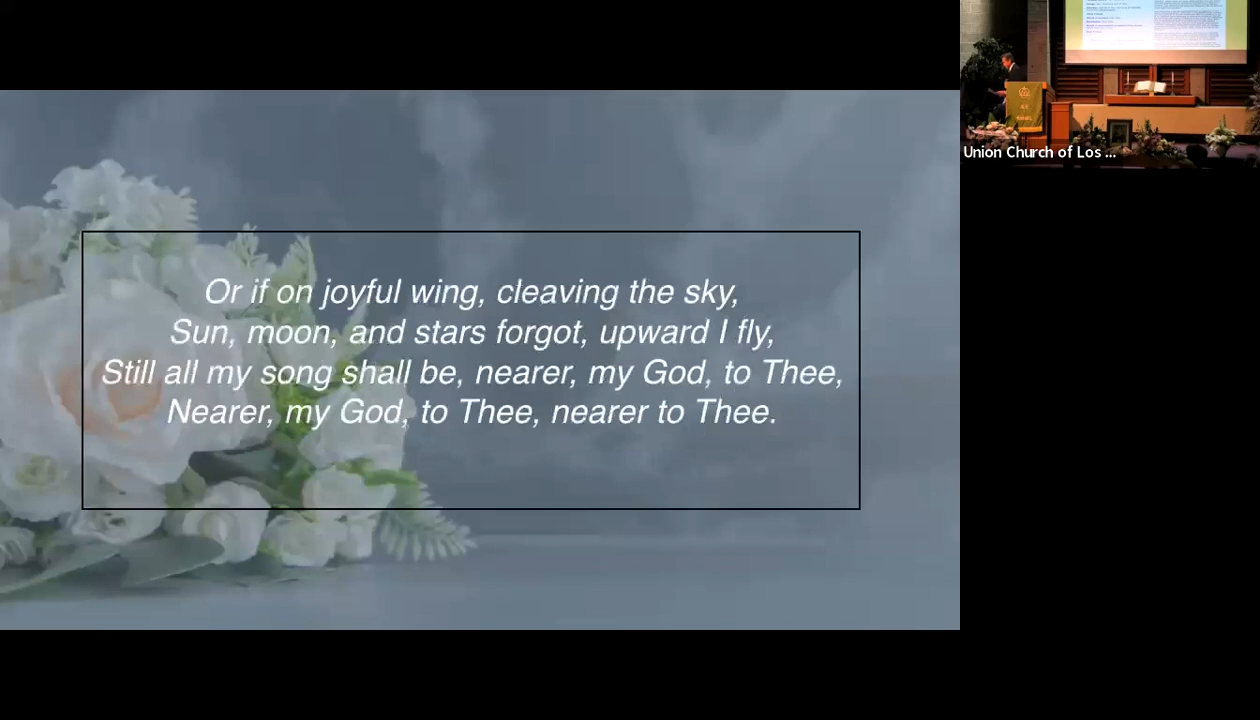 Or if on joyful wing, cleaving the sky,
Sun, moon, and stars forgot, upward I fly,
Still all my song shall be, nearer, my God, to Thee,
Nearer, my God, to Thee, nearer to Thee.
Union Church of Los ...